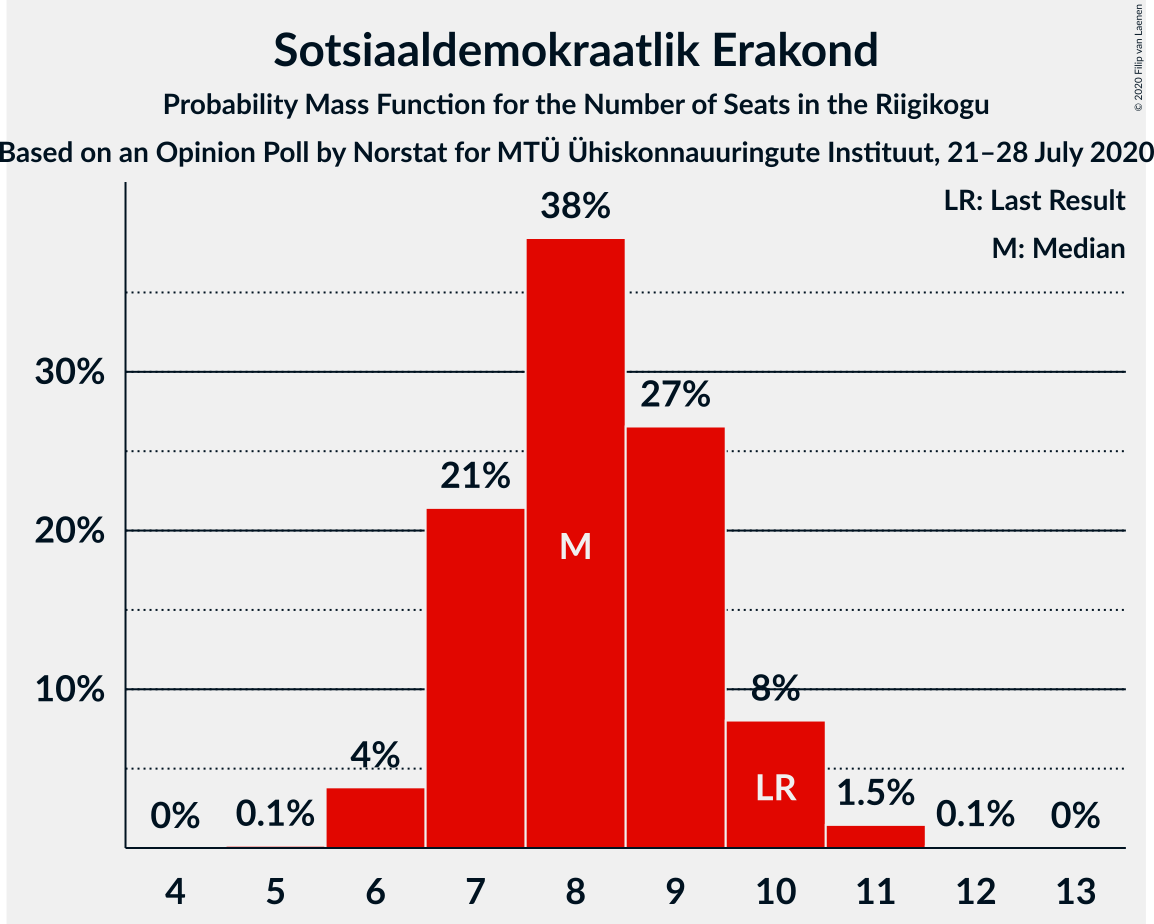 Sotsiaaldemokraatlik Erakond
Probability Mass Function for the Number of Seats in the Riigikogu
Based on an Opinion Poll by Norstat for MTÜ Ühiskonnauuringute Instituut, 21–28 July 2020
© 2020 Filip van Laenen
LR: Last Result
M: Median
38%
30%
27%
21%
20%
M
10%
8%
4%
LR
1.5%
0%
0.1%
0.1%
0%
4 5 6 7 8 9 10 11 12 13